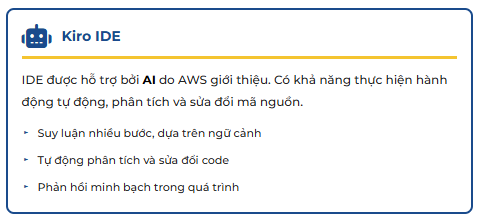 Kiro IDE
IDE được hỗ trợ bởi AI do AWS giới thiệu. Có khả năng thực hiện hành
động tự động, phân tích và sửa đổi mã nguồn.
Suy luận nhiều bước, dựa trên ngữ cảnh
Tự động phân tích và sửa đổi code
Phản hồi minh bạch trong quá trình